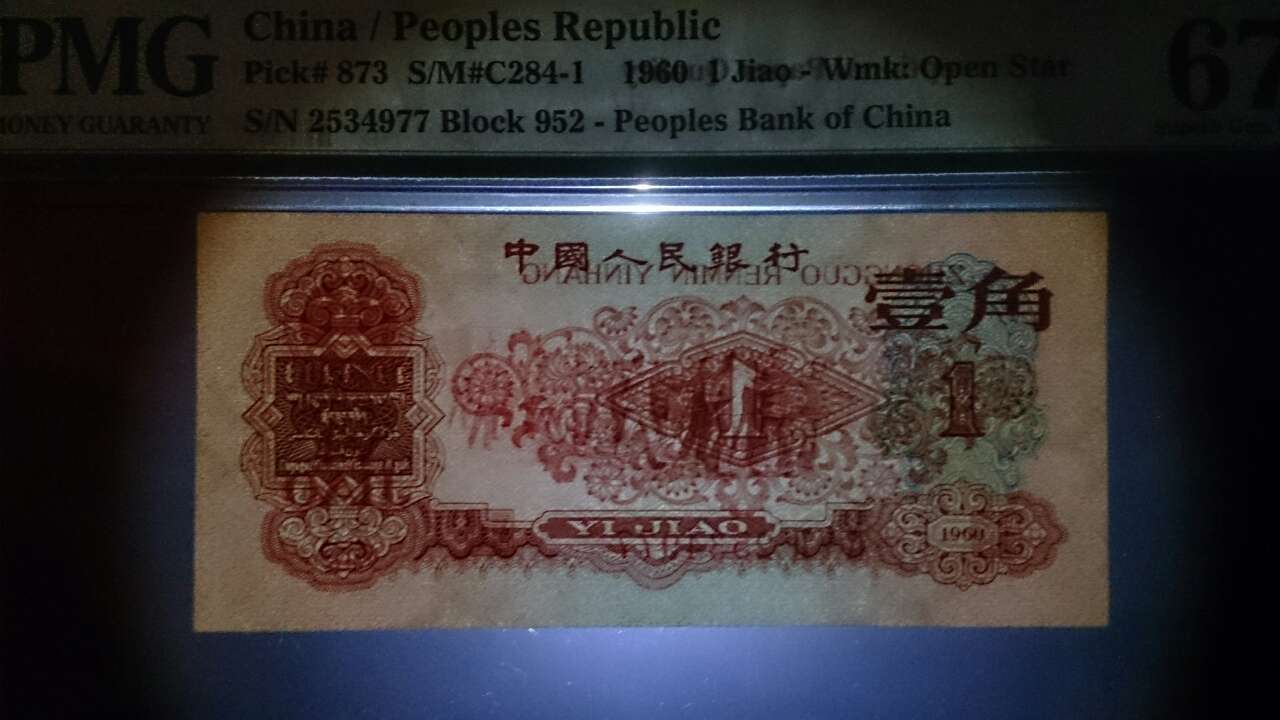 PMG
MONEY GUARANTY
China / Peoples Republic
Pick# 873 S/M#C284-1 1960 1 Jiao - Wmk: Open Star
S/N 2534977 Block 952 - Peoples Bank of China
67
中國人民銀行
ZHONGGUO RENMIN YINHANG
壹角
1
1
YI JIAO
1960